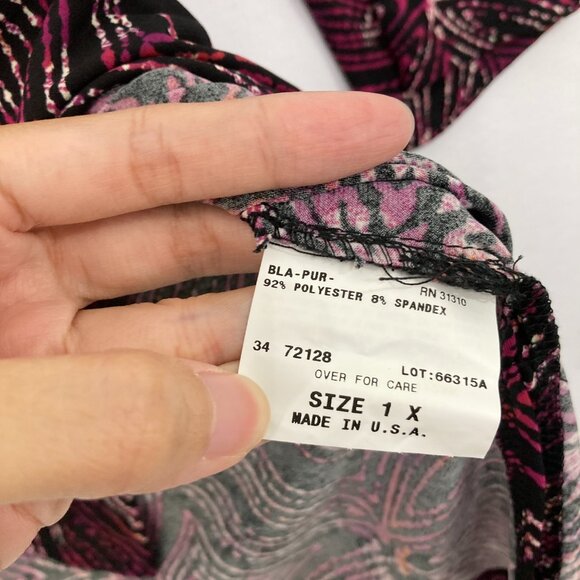 BLA-PUR- RN 31310
92% POLYESTER 8% SPANDEX
34 72128 LOT:66315A
OVER FOR CARE
SIZE 1 X
MADE IN U.S.A.